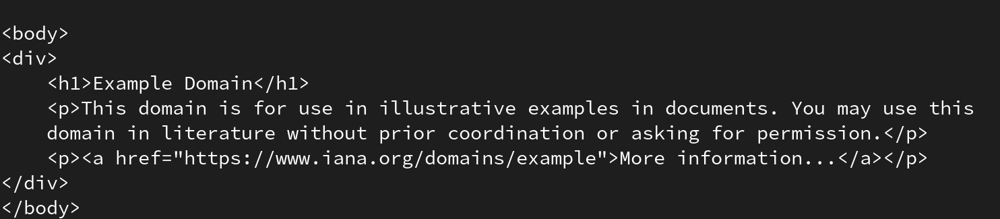 <body>
<div>
    <h1>Example Domain</h1>
    <p>This domain is for use in illustrative examples in documents. You may use this
    domain in literature without prior coordination or asking for permission.</p>
    <p><a href="https://www.iana.org/domains/example">More information...</a></p>
</div>
</body>